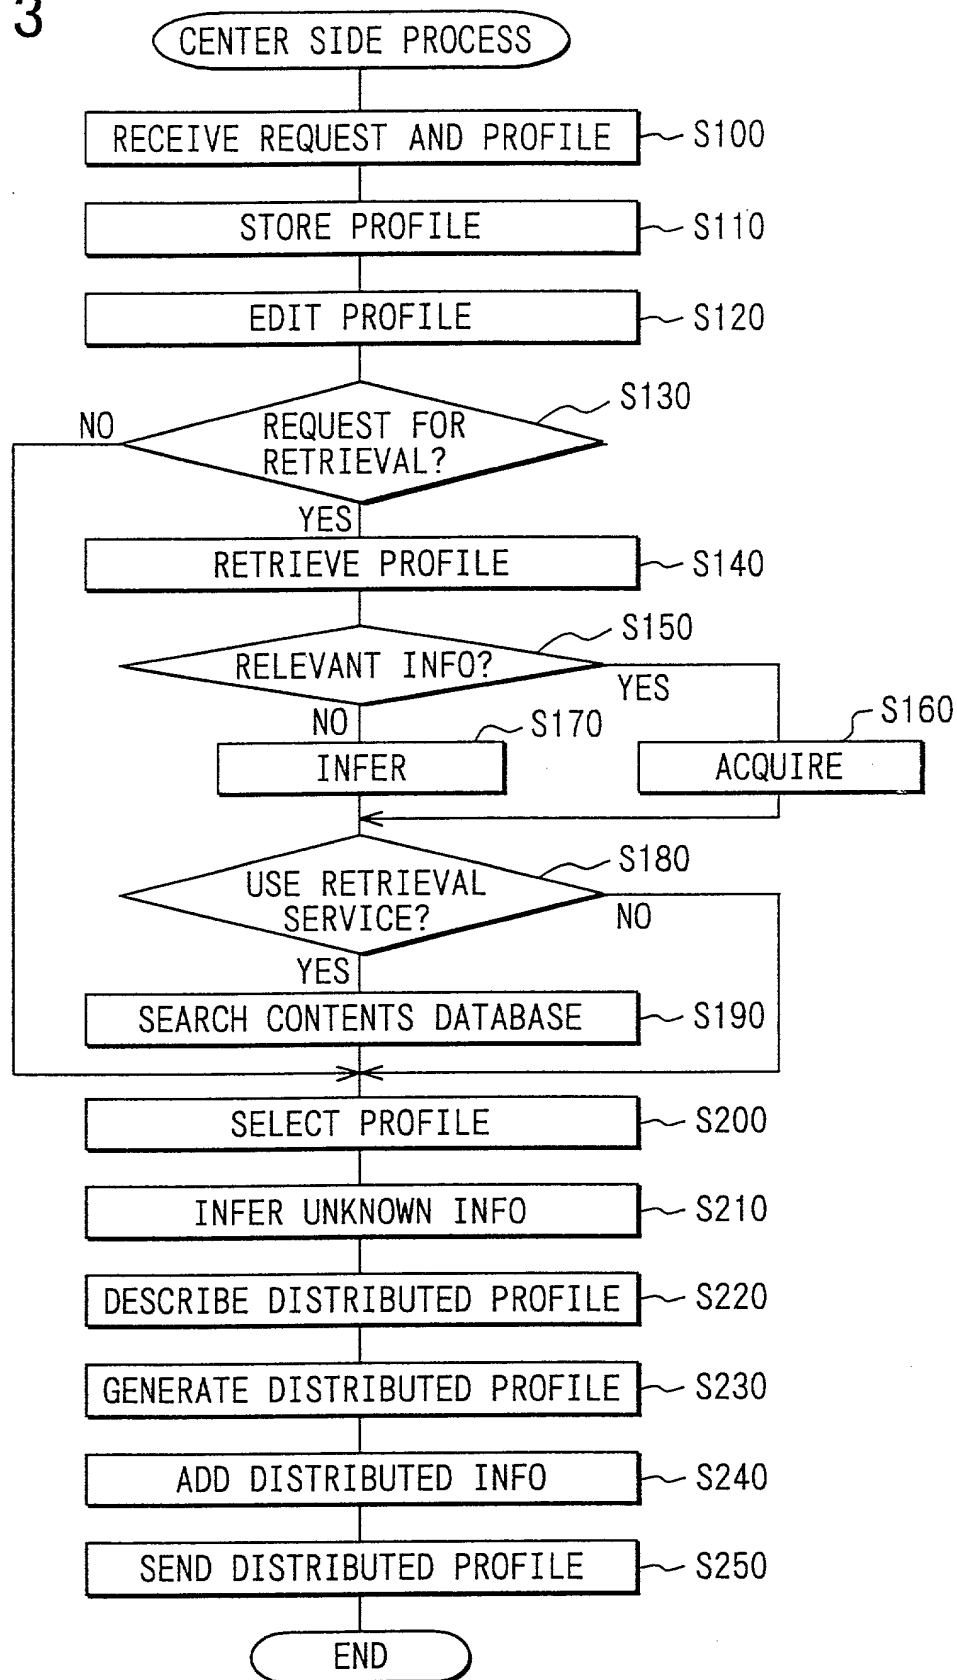 3
CENTER SIDE PROCESS
RECEIVE REQUEST AND PROFILE
S100
STORE PROFILE
S110
EDIT PROFILE
S120
S130
NO
REQUEST FOR
RETRIEVAL?
YES
RETRIEVE PROFILE
S140
S150
RELEVANT INFO?
YES
NO
S170
S160
INFER
ACQUIRE
S180
USE RETRIEVAL
SERVICE?
NO
YES
SEARCH CONTENTS DATABASE
S190
SELECT PROFILE
S200
INFER UNKNOWN INFO
S210
DESCRIBE DISTRIBUTED PROFILE
S220
GENERATE DISTRIBUTED PROFILE
S230
ADD DISTRIBUTED INFO
S240
SEND DISTRIBUTED PROFILE
S250
END